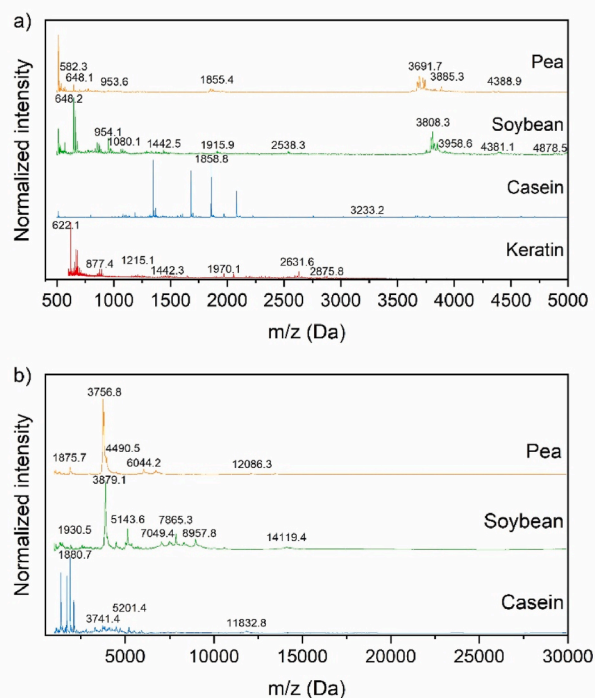 a)
Normalized intensity
582.3
648.1
953.6
1855.4
3691.7
3885.3
4388.9
Pea
648.2
954.1
1080.1
1442.5
1915.9
2538.3
3808.3
3958.6
4381.1
4878.5
Soybean
1858.8
3233.2
Casein
622.1
877.4
1215.1
1442.3
1970.1
2631.6
2875.8
Keratin
500 1000 1500 2000 2500 3000 3500 4000 4500 5000
m/z (Da)
b)
Normalized intensity
1875.7
3756.8
4490.5
6044.2
12086.3
Pea
1930.5
3879.1
5143.6
7049.4
7865.3
8957.8
14119.4
Soybean
1880.7
3741.4
5201.4
11832.8
Casein
5000 10000 15000 20000 25000 30000
m/z (Da)